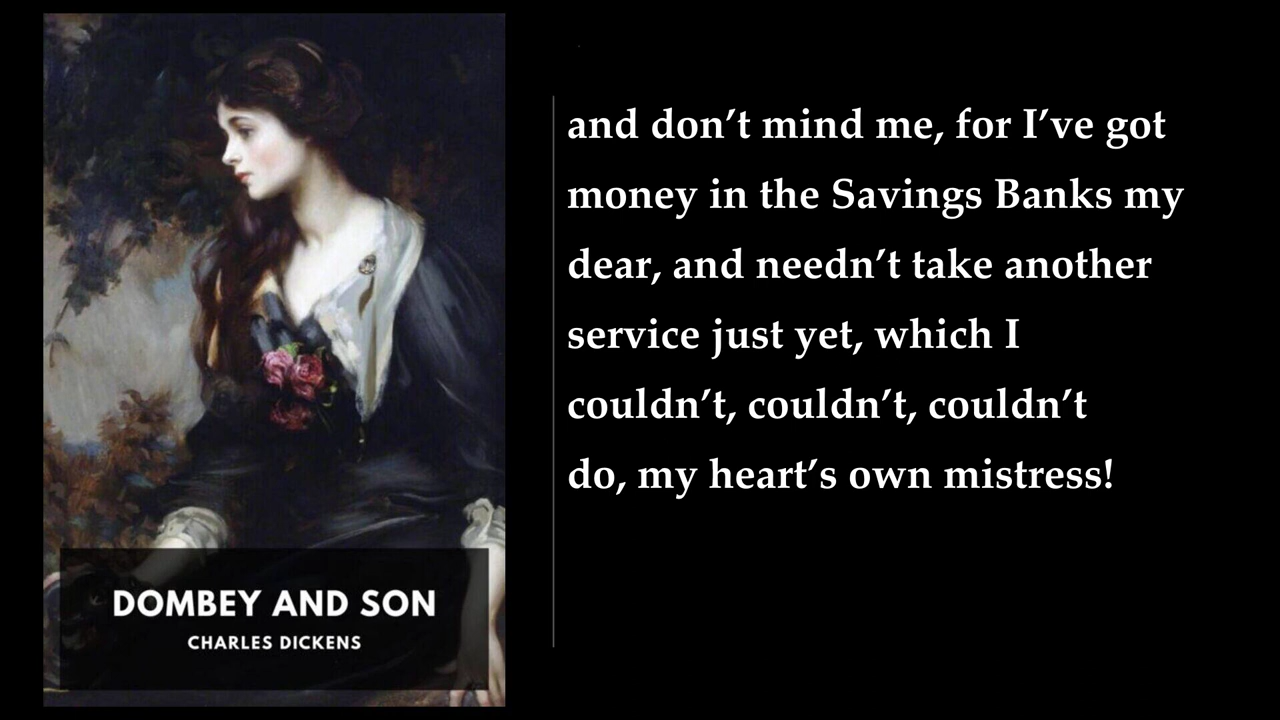 and don’t mind me, for I’ve got
money in the Savings Banks my
dear, and needn’t take another
service just yet, which I
couldn’t, couldn’t, couldn’t
do, my heart’s own mistress!
DOMBEY AND SON
CHARLES DICKENS